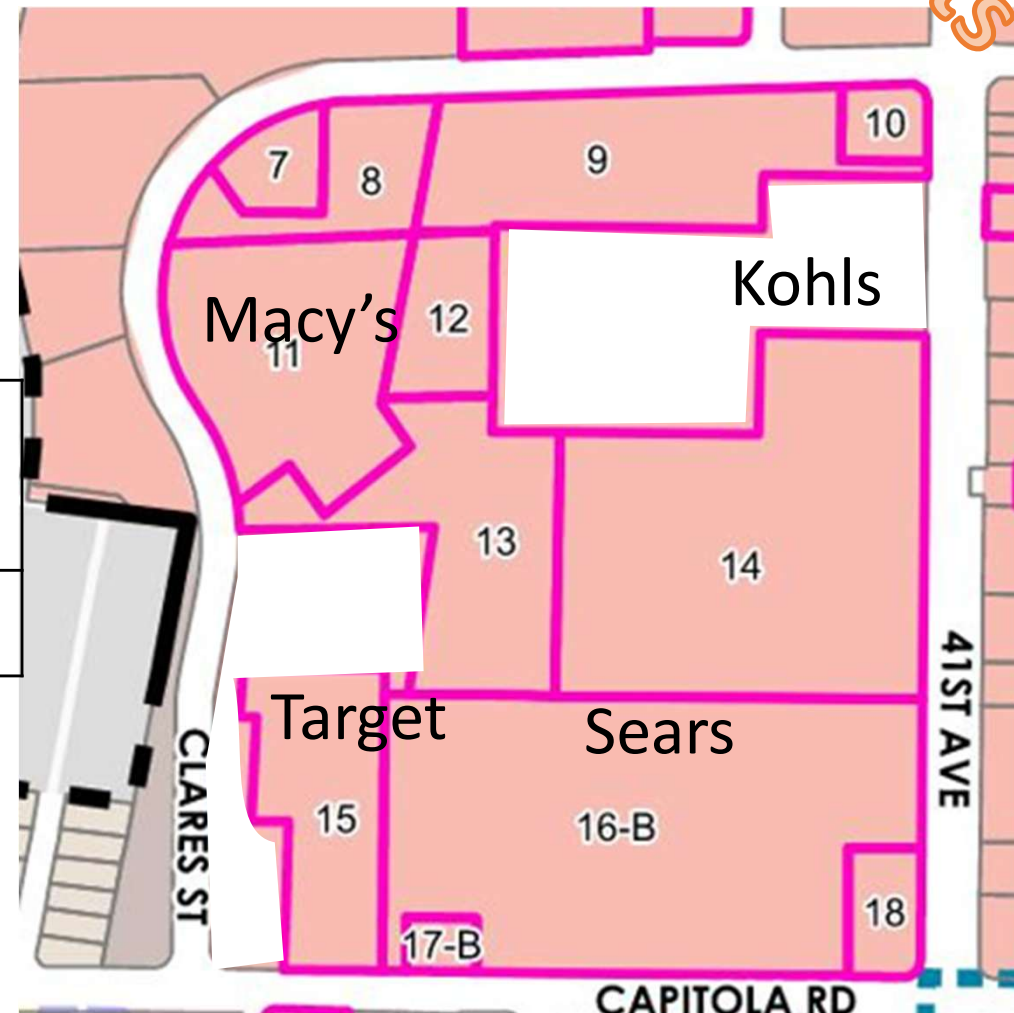 10
7
8
9
Kohls
Macy’s
12
11
13
14
41ST AVE
Target
Sears
CLARES ST
15
16-B
18
17-B
CAPITOLA RD